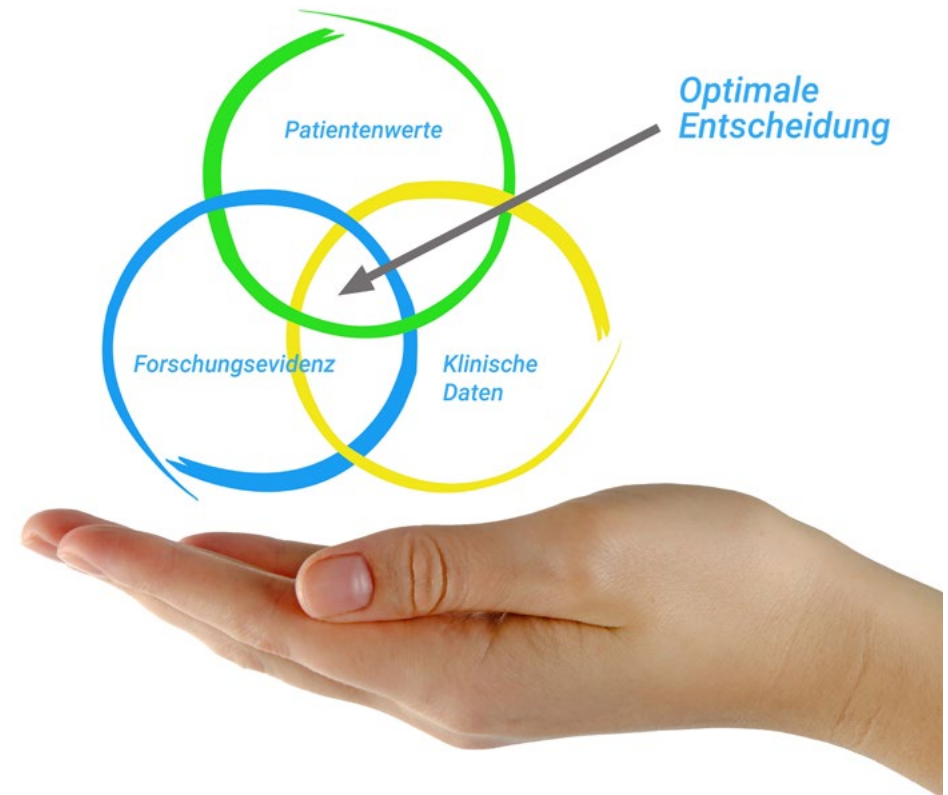 Optimale
Entscheidung
Patientenwerte
Forschungsevidenz
Klinische
Daten